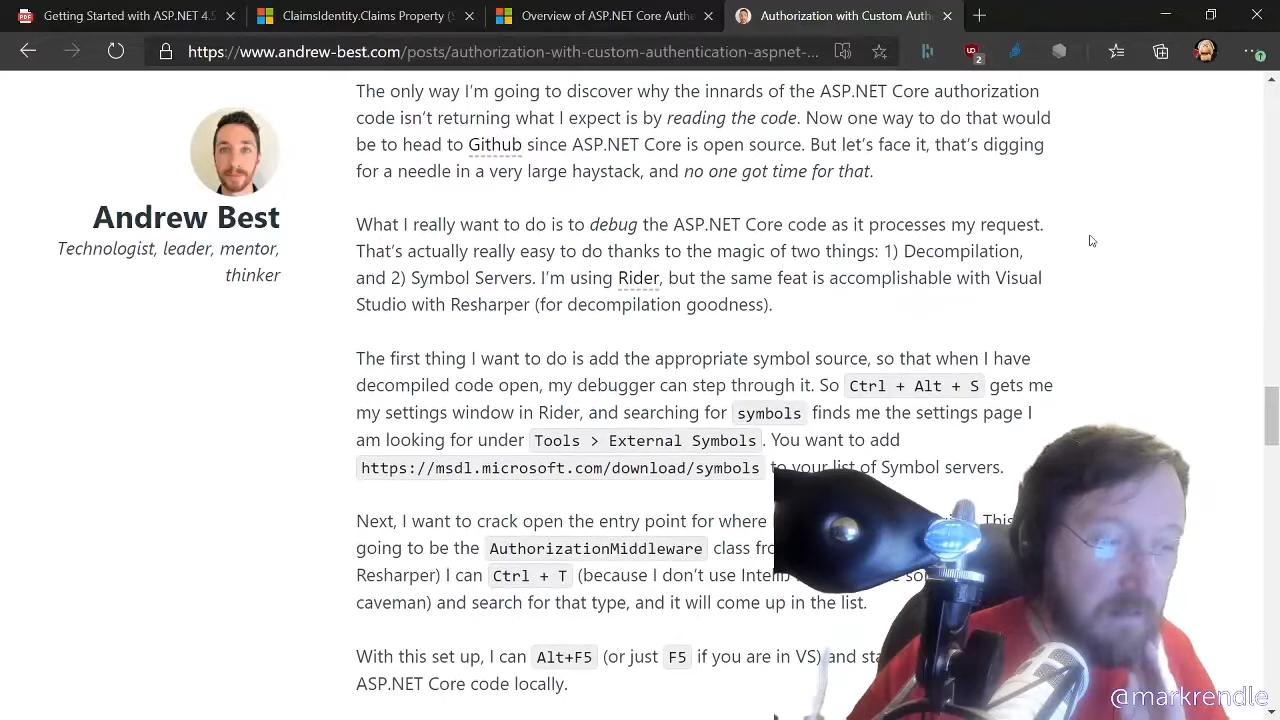 Getting Started with ASP.NET 4.5
ClaimsIdentity.Claims Property (
Overview of ASP.NET Core Authe
Authorization with Custom Auth
https://www.andrew-best.com/posts/authorization-with-custom-authentication-aspnet-...
2
The only way I'm going to discover why the innards of the ASP.NET Core authorization
code isn't returning what I expect is by reading the code. Now one way to do that would
be to head to Github since ASP.NET Core is open source. But let's face it, that's digging
for a needle in a very large haystack, and no one got time for that.
Andrew Best
Technologist, leader, mentor,
thinker
What I really want to do is to debug the ASP.NET Core code as it processes my request.
That's actually really easy to do thanks to the magic of two things: 1) Decompilation,
and 2) Symbol Servers. I'm using Rider, but the same feat is accomplishable with Visual
Studio with Resharper (for decompilation goodness).
The first thing I want to do is add the appropriate symbol source, so that when I have
decompiled code open, my debugger can step through it. So Ctrl + Alt + S gets me
my settings window in Rider, and searching for symbols finds me the settings page I
am looking for under Tools > External Symbols. You want to add
https://msdl.microsoft.com/download/symbols to your list of Symbol servers.
Next, I want to crack open the entry point for where This
going to be the AuthorizationMiddleware class
Resharper) I can Ctrl + T (because I don't use
caveman) and search for that type, and it will come up in the list.
With this set up, I can Alt+F5 (or just F5 if you are in VS) and
ASP.NET Core code locally.
@markrendle